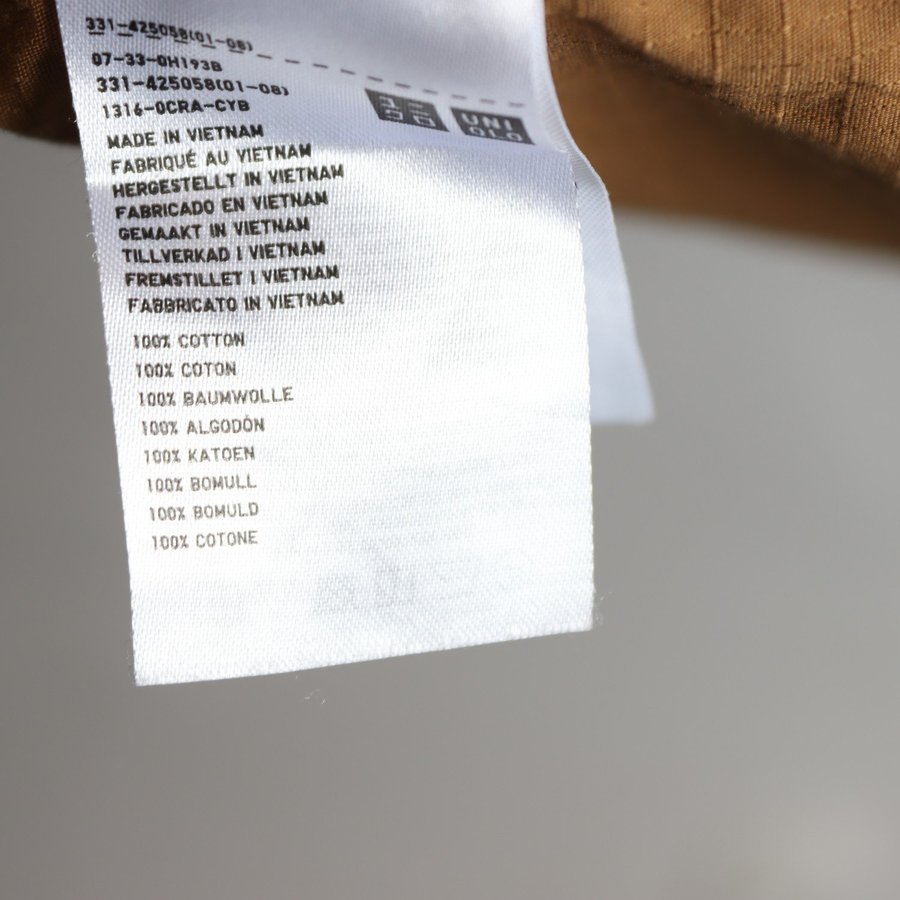 331-425058(01-08)
07-33-0H193B
331-425058(01-08)
1316-0CRA-CYB
ユニ
クロ
UNI
QLO
MADE IN VIETNAM
FABRIQUÉ AU VIETNAM
HERGESTELLT IN VIETNAM
FABRICADO EN VIETNAM
GEMAAKT IN VIETNAM
TILLVERKAD I VIETNAM
FREMSTILLET I VIETNAM
FABBRICATO IN VIETNAM
100% COTTON
100% COTON
100% BAUMWOLLE
100% ALGODÓN
100% KATOEN
100% BOMULL
100% BOMULD
100% COTONE